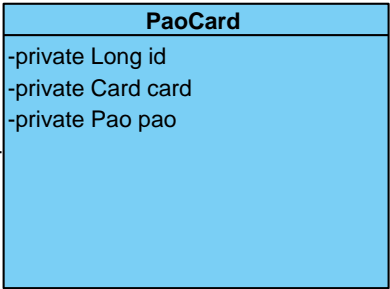 PaoCard
-private Long id
-private Card card
-private Pao pao